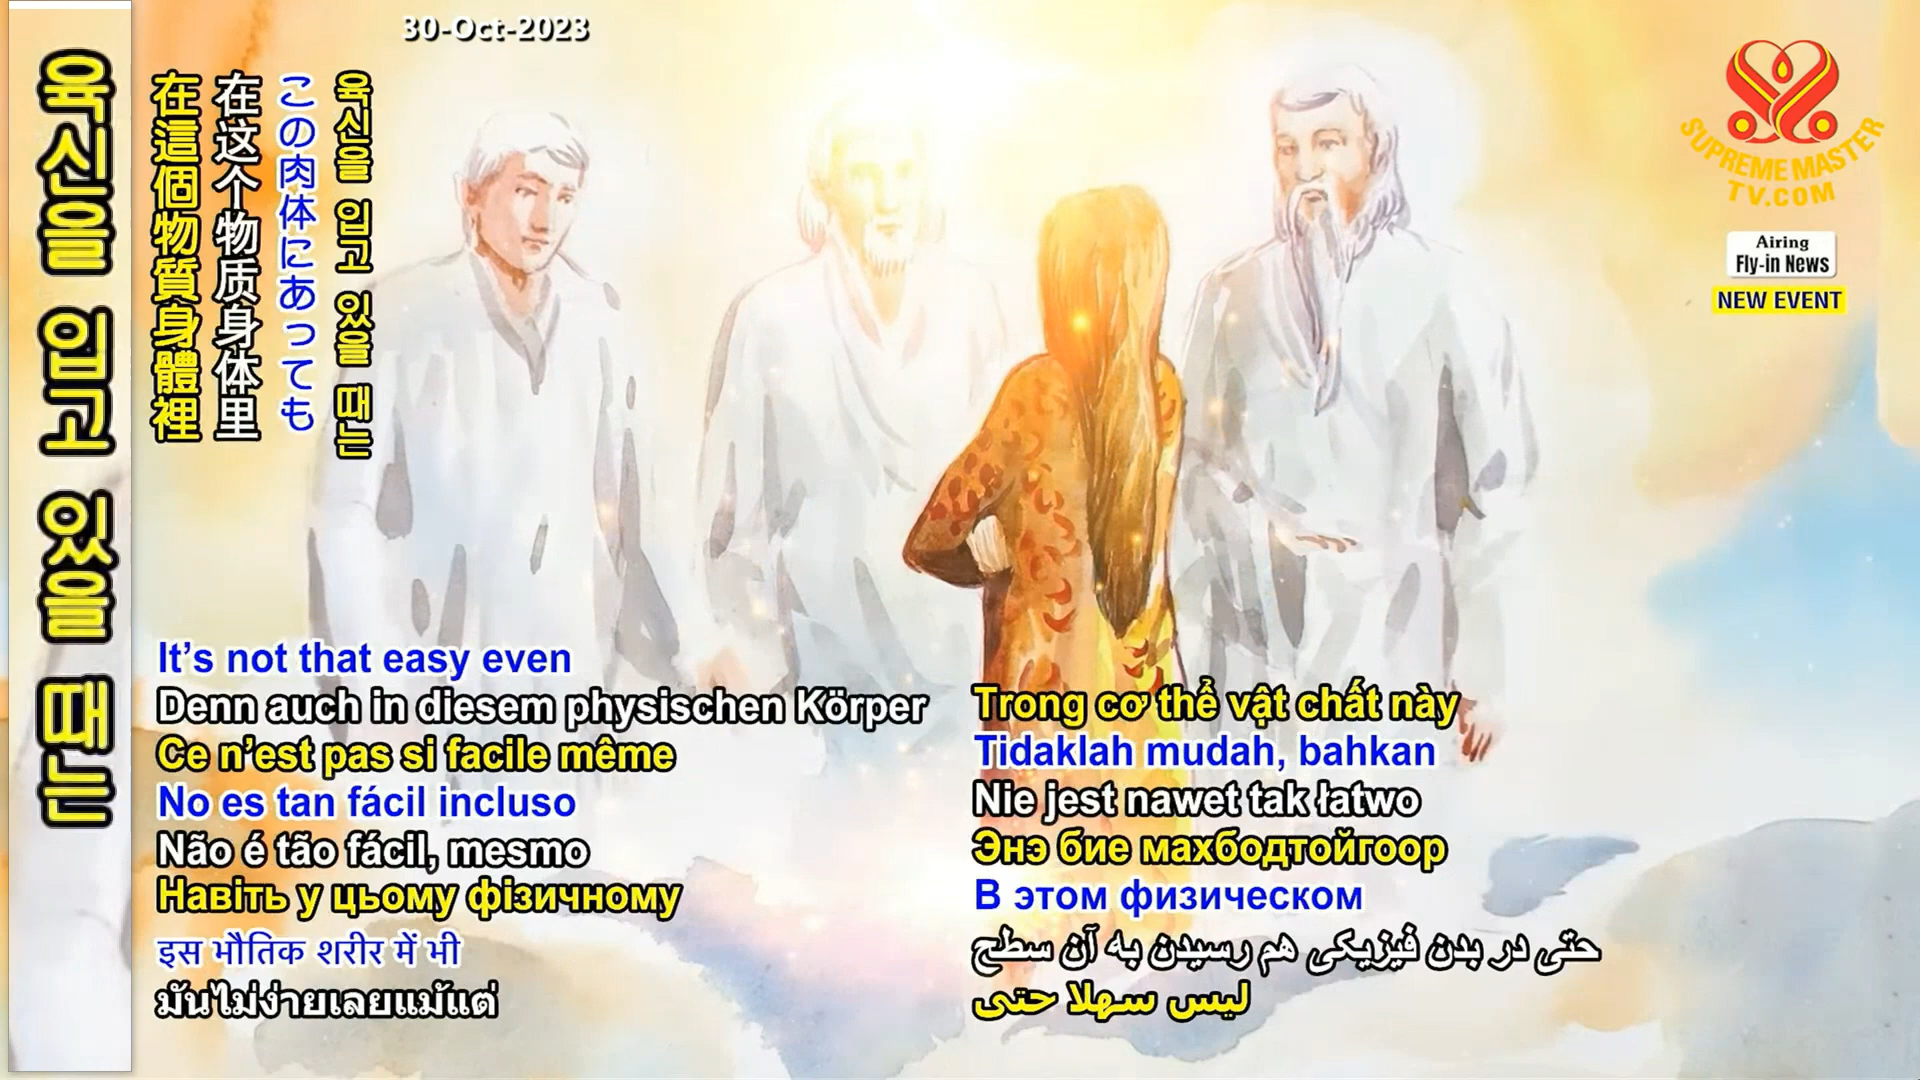 육신을 입고 있을 때는
30-Oct-2023
在這個物質身體裡
在这个物质身体里
この肉体にあっても
육신을 입고 있을 때는
SUPREME MASTER
TV.COM
Airing
Fly-in News
NEW EVENT
It's not that easy even
Denn auch in diesem physischen Körper
Ce n'est pas si facile même
No es tan fácil incluso
Não é tão fácil, mesmo
Навіть у цьому фізичному
इस भौतिक शरीर में भी
มันไม่ง่ายเลยแม้แต่
Trong cơ thể vật chất này
Tidaklah mudah, bahkan
Nie jest nawet tak łatwo
Энэ бие махбодтойгоор
В этом физическом
حتی در بدن فیزیکی هم رسیدن به آن سطح
ليس سهلا حتى